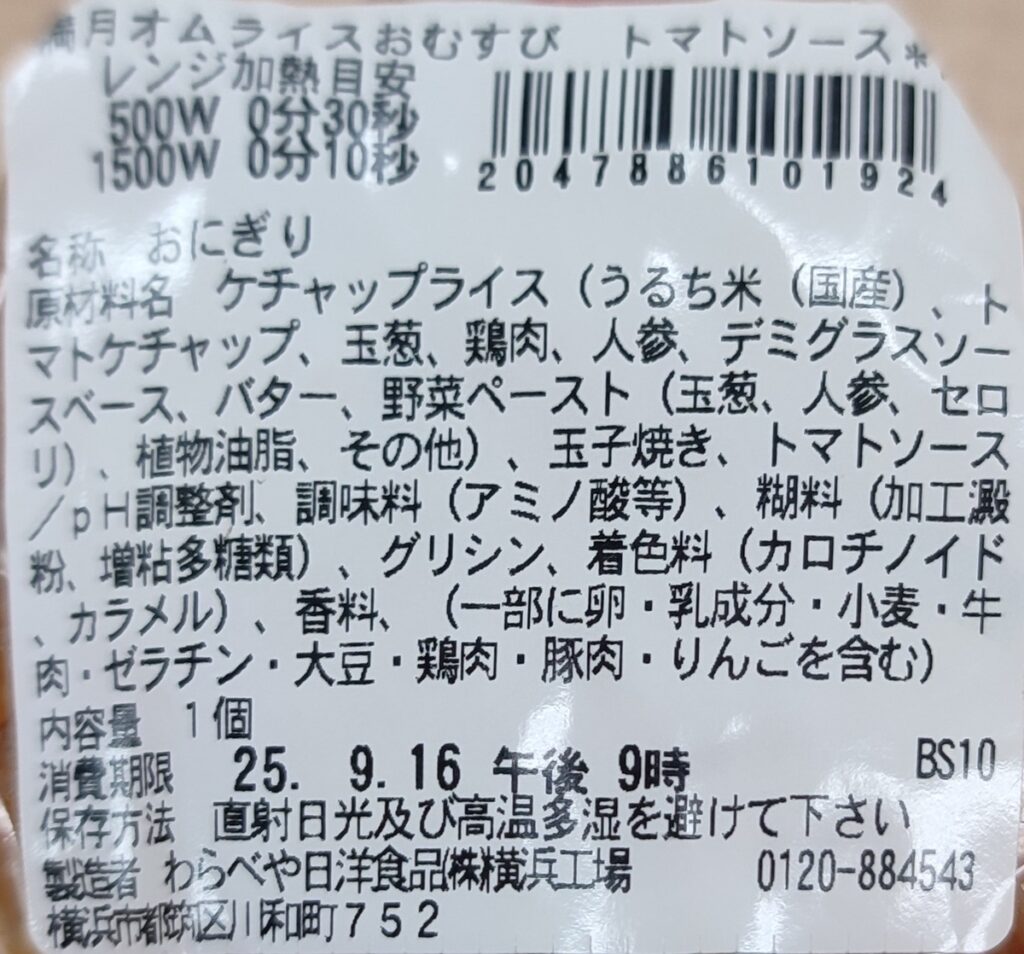 満月オムライスおむすび トマトソース*
レンジ加熱目安
500W 0分30秒
1500W 0分10秒
2047886101924
名称 おにぎり
原材料名 ケチャップライス（うるち米（国産）、ト
マトケチャップ、玉葱、鶏肉、人参、デミグラスソー
スベース、バター、野菜ペースト（玉葱、人参、セロ
リ）、植物油脂、その他）、玉子焼き、トマトソース
／pH調整剤、調味料（アミノ酸等）、糊料（加工澱
粉、増粘多糖類）、グリシン、着色料（カロチノイド
、カラメル）、香料、（一部に卵・乳成分・小麦・牛
肉・ゼラチン・大豆・鶏肉・豚肉・りんごを含む）
内容量 1個
消費期限 25. 9.16 午後 9時 BS10
保存方法 直射日光及び高温多湿を避けて下さい
製造者 わらべや日洋食品(株)横浜工場 0120-884543
横浜市都筑区川和町752